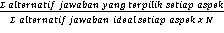 Σ alternatif jawaban yang terpilik setiap aspek
Σ alternatif jawaban ideal setiap aspek x N